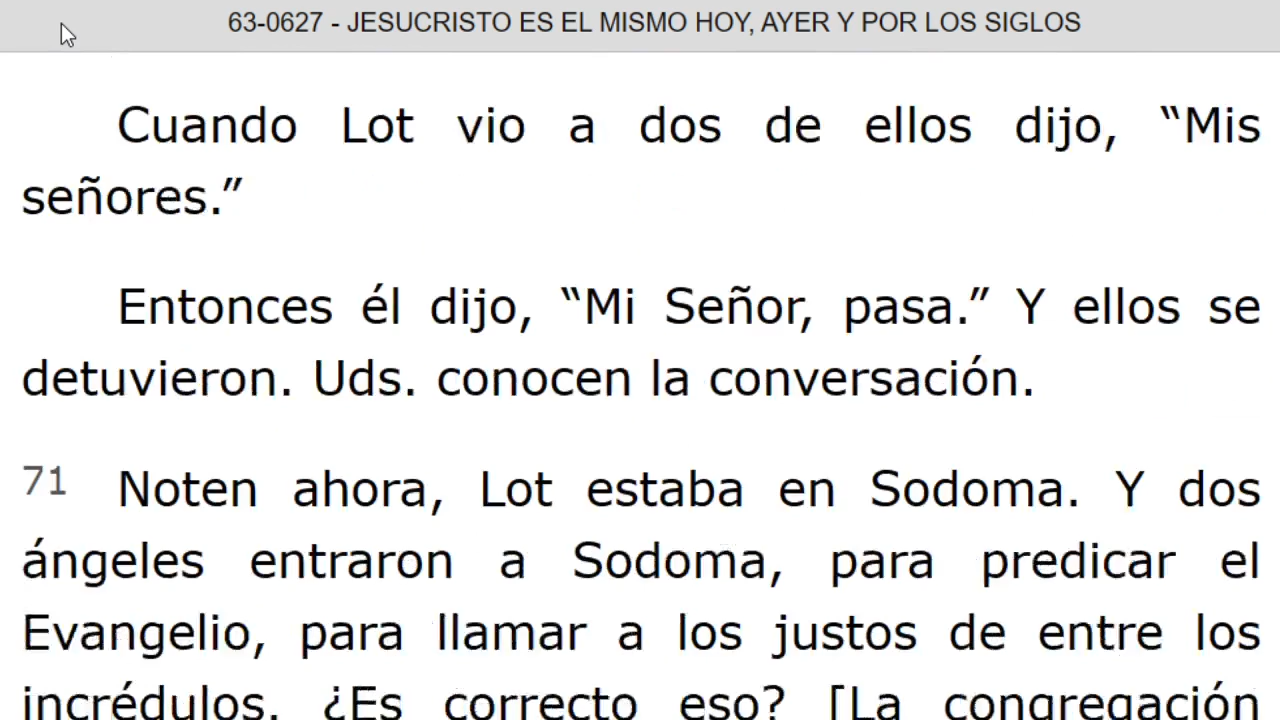 63-0627 - JESUCRISTO ES EL MISMO HOY, AYER Y POR LOS SIGLOS
Cuando Lot vio a dos de ellos dijo, “Mis
señores.”
Entonces él dijo, “Mi Señor, pasa.” Y ellos se
detuvieron. Uds. conocen la conversación.
71 Noten ahora, Lot estaba en Sodoma. Y dos
ángeles entraron a Sodoma, para predicar el
Evangelio, para llamar a los justos de entre los
incrédulos. ¿Es correcto eso? [La congregación